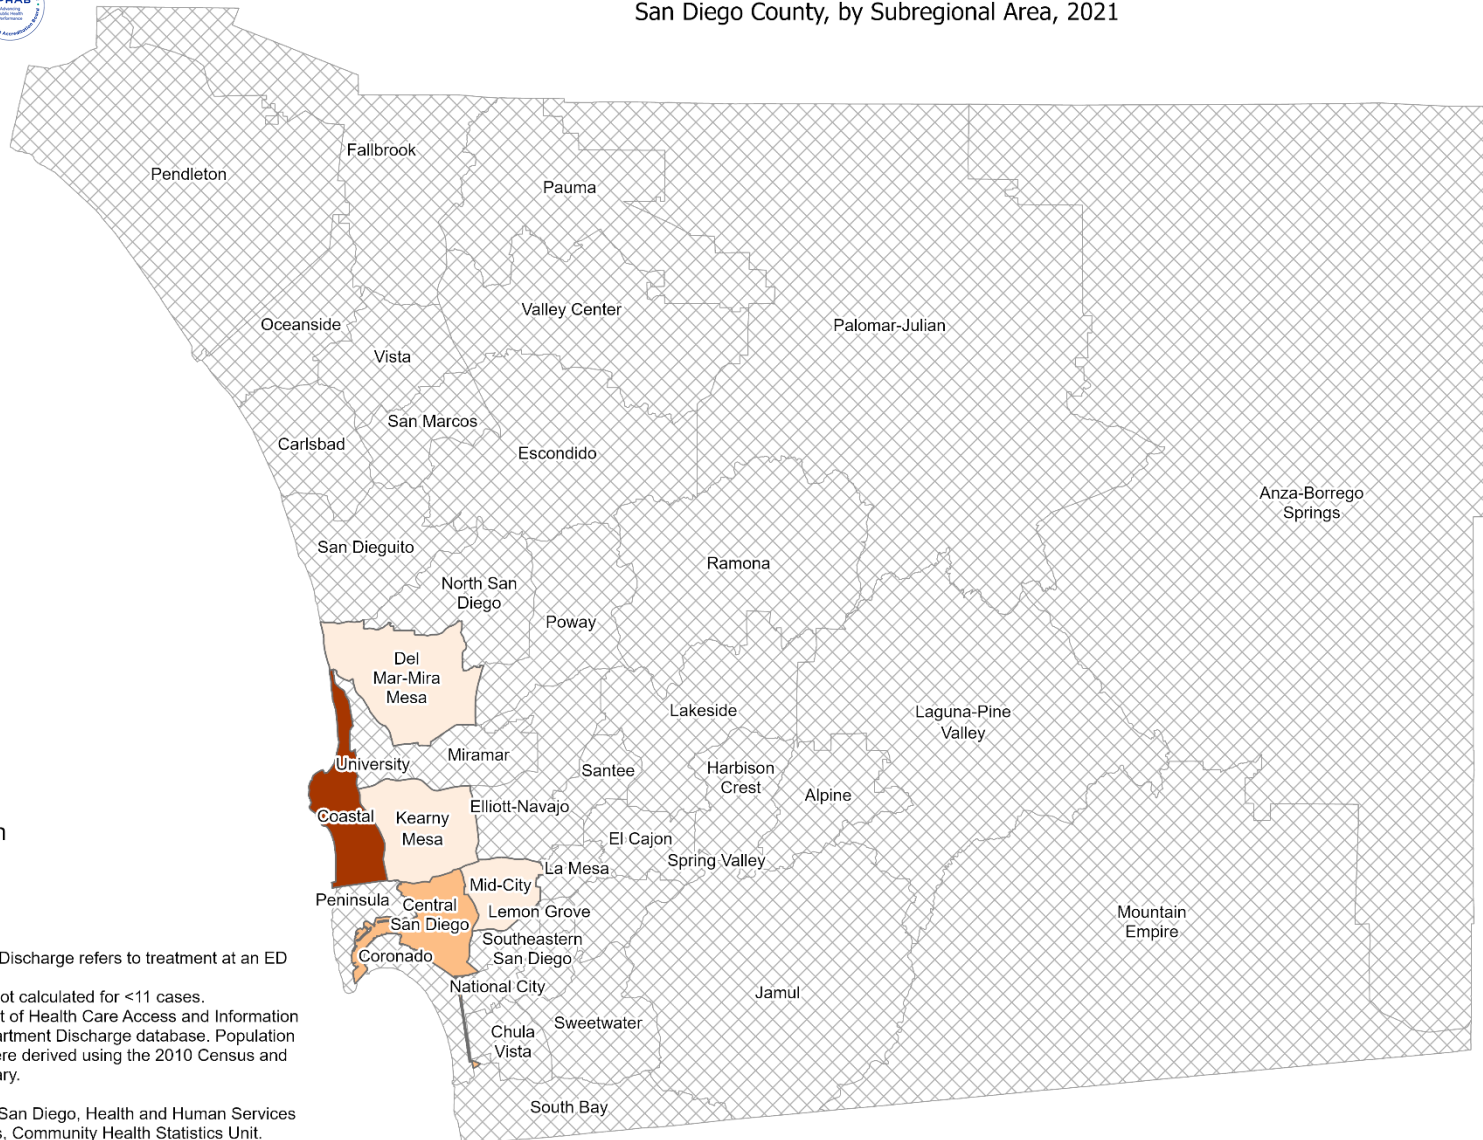 San Diego County, by Subregional Area, 2021
Fallbrook
Pendleton
Pauma
Valley Center
Oceanside
Palomar-Julian
Vista
San Marcos
Carlsbad
Escondido
Anza-Borrego
Springs
San Dieguito
Ramona
North San
Diego
Poway
Del
Mar-Mira
Mesa
Lakeside
Laguna-Pine
Valley
Miramar
University
Santee
Harbison
Crest
Alpine
Elliott-Navajo
Coastal
Kearny
Mesa
El Cajon
Spring Valley
La Mesa
Mid-City
Peninsula
Central
San Diego
Lemon Grove
Mountain
Empire
Southeastern
San Diego
Coronado
National City
Jamul
Sweetwater
Chula
Vista
South Bay
Discharge refers to treatment at an ED
ot calculated for <11 cases.
t of Health Care Access and Information
artment Discharge database. Population
ere derived using the 2010 Census and
ary.
San Diego, Health and Human Services
s, Community Health Statistics Unit.